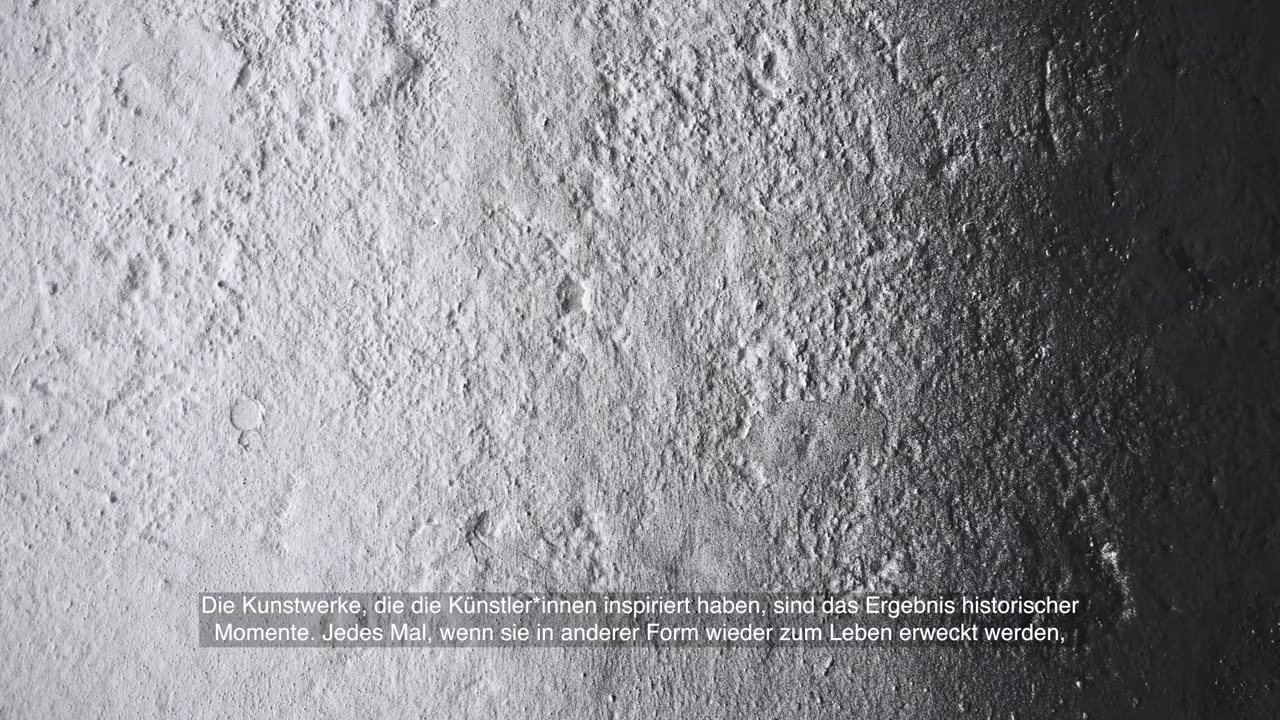 Die Kunstwerke, die die Künstler*innen inspiriert haben, sind das Ergebnis historischer
Momente. Jedes Mal, wenn sie in anderer Form wieder zum Leben erweckt werden,